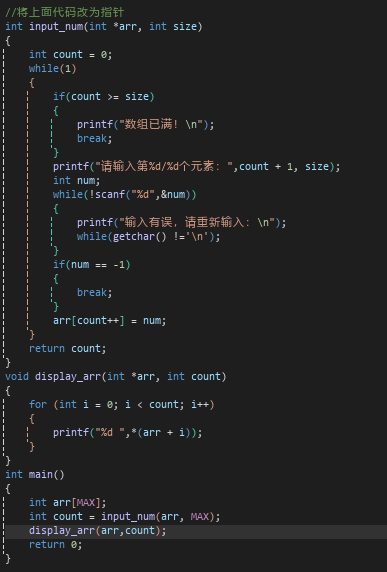 //将上面代码改为指针
int input_num(int *arr, int size)
{
    int count = 0;
    while(1)
    {
        if(count >= size)
        {
            printf("数组已满! \n");
            break;
        }
        printf("请输入第%d/%d个元素: ",count + 1, size);
        int num;
        while(!scanf("%d",&num))
        {
            printf("输入有误, 请重新输入: \n");
            while(getchar() !='\n');
        }
        if(num == -1)
        {
            break;
        }
        arr[count++] = num;
    }
    return count;
}
void display_arr(int *arr, int count)
{
    for (int i = 0; i < count; i++)
    {
        printf("%d ",*(arr + i));
    }
}
int main()
{
    int arr[MAX];
    int count = input_num(arr, MAX);
    display_arr(arr,count);
    return 0;
}